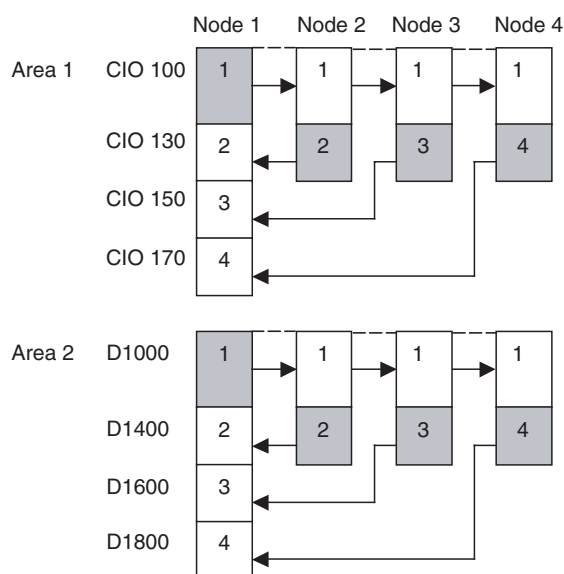 Node 1 Node 2 Node 3 Node 4
Area 1 CIO 100 1 1 1 1
CIO 130 2 2 3 4
CIO 150 3
CIO 170 4
Area 2 D1000 1 1 1 1
D1400 2 2 3 4
D1600 3
D1800 4